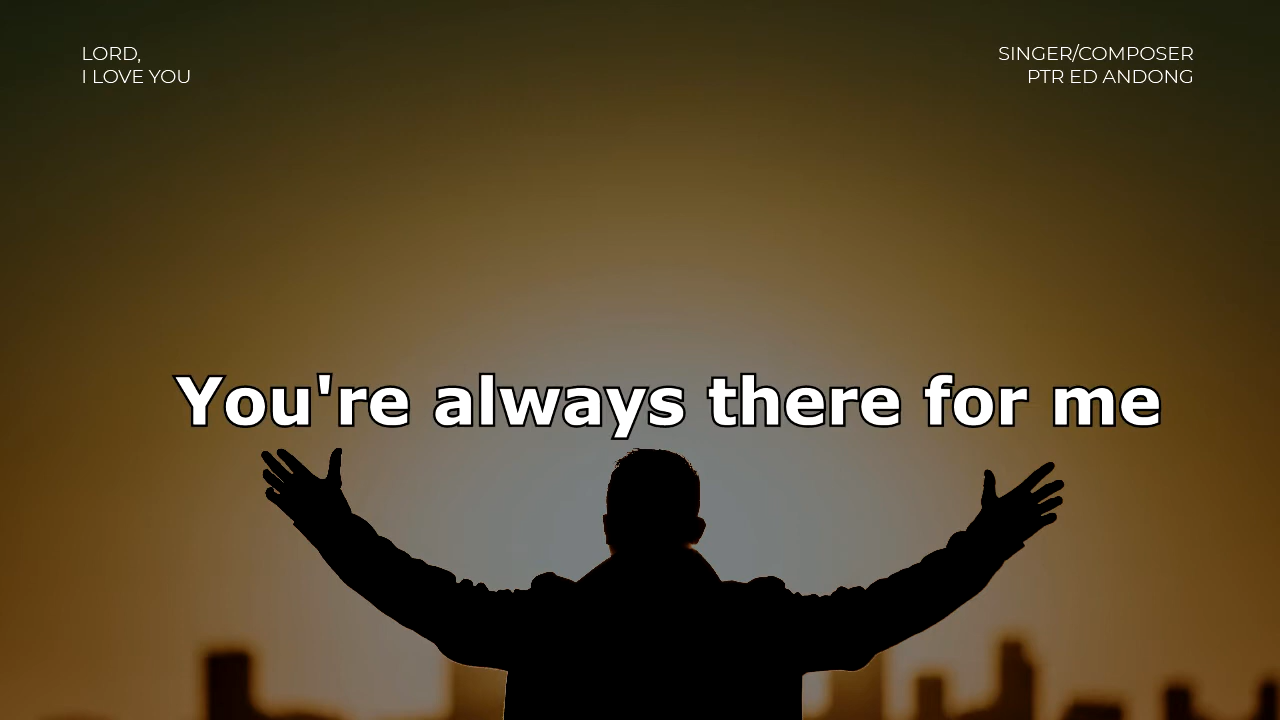 LORD,
I LOVE YOU
SINGER/COMPOSER
PTR ED ANDONG
You're always there for me